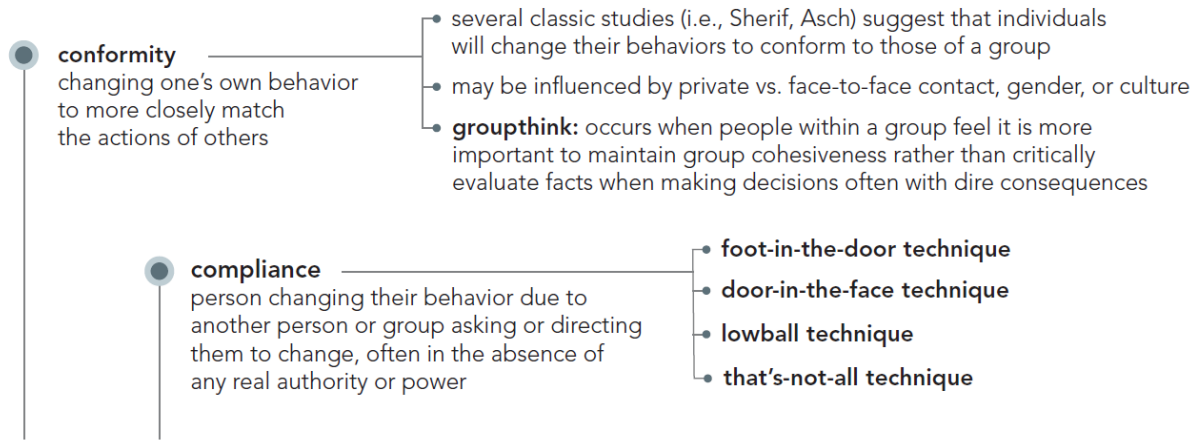 conformity
changing one's own behavior
to more closely match
the actions of others
several classic studies (i.e., Sherif, Asch) suggest that individuals
will change their behaviors to conform to those of a group
may be influenced by private vs. face-to-face contact, gender, or culture
groupthink: occurs when people within a group feel it is more
important to maintain group cohesiveness rather than critically
evaluate facts when making decisions often with dire consequences
compliance
person changing their behavior due to
another person or group asking or directing
them to change, often in the absence of
any real authority or power
foot-in-the-door technique
door-in-the-face technique
lowball technique
that's-not-all technique